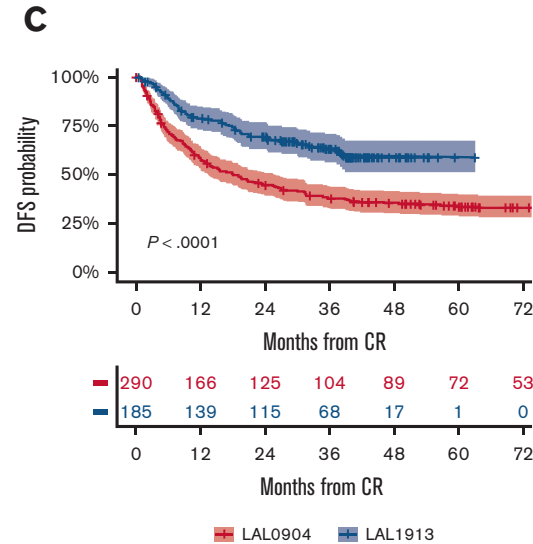 C
100%
75%
50%
25%
0%
DFS probability
P < .0001
0 12 24 36 48 60 72
Months from CR
290 166 125 104 89 72 53
185 139 115 68 17 1 0
0 12 24 36 48 60 72
Months from CR
LAL0904 LAL1913